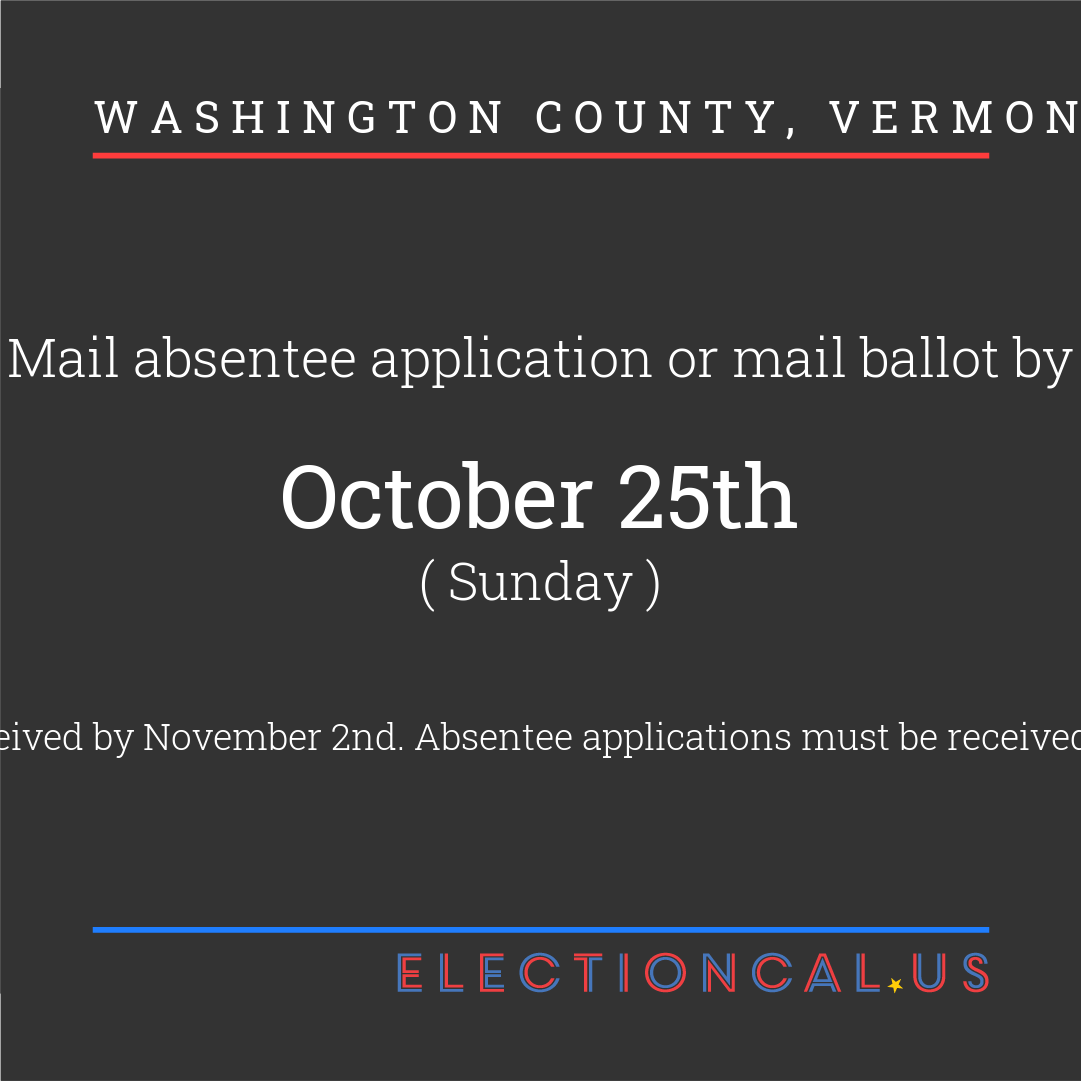 WASHINGTON COUNTY, VERMON
Mail absentee application or mail ballot by
October 25th
( Sunday )
eived by November 2nd. Absentee applications must be received
ELECTIONCAL.US